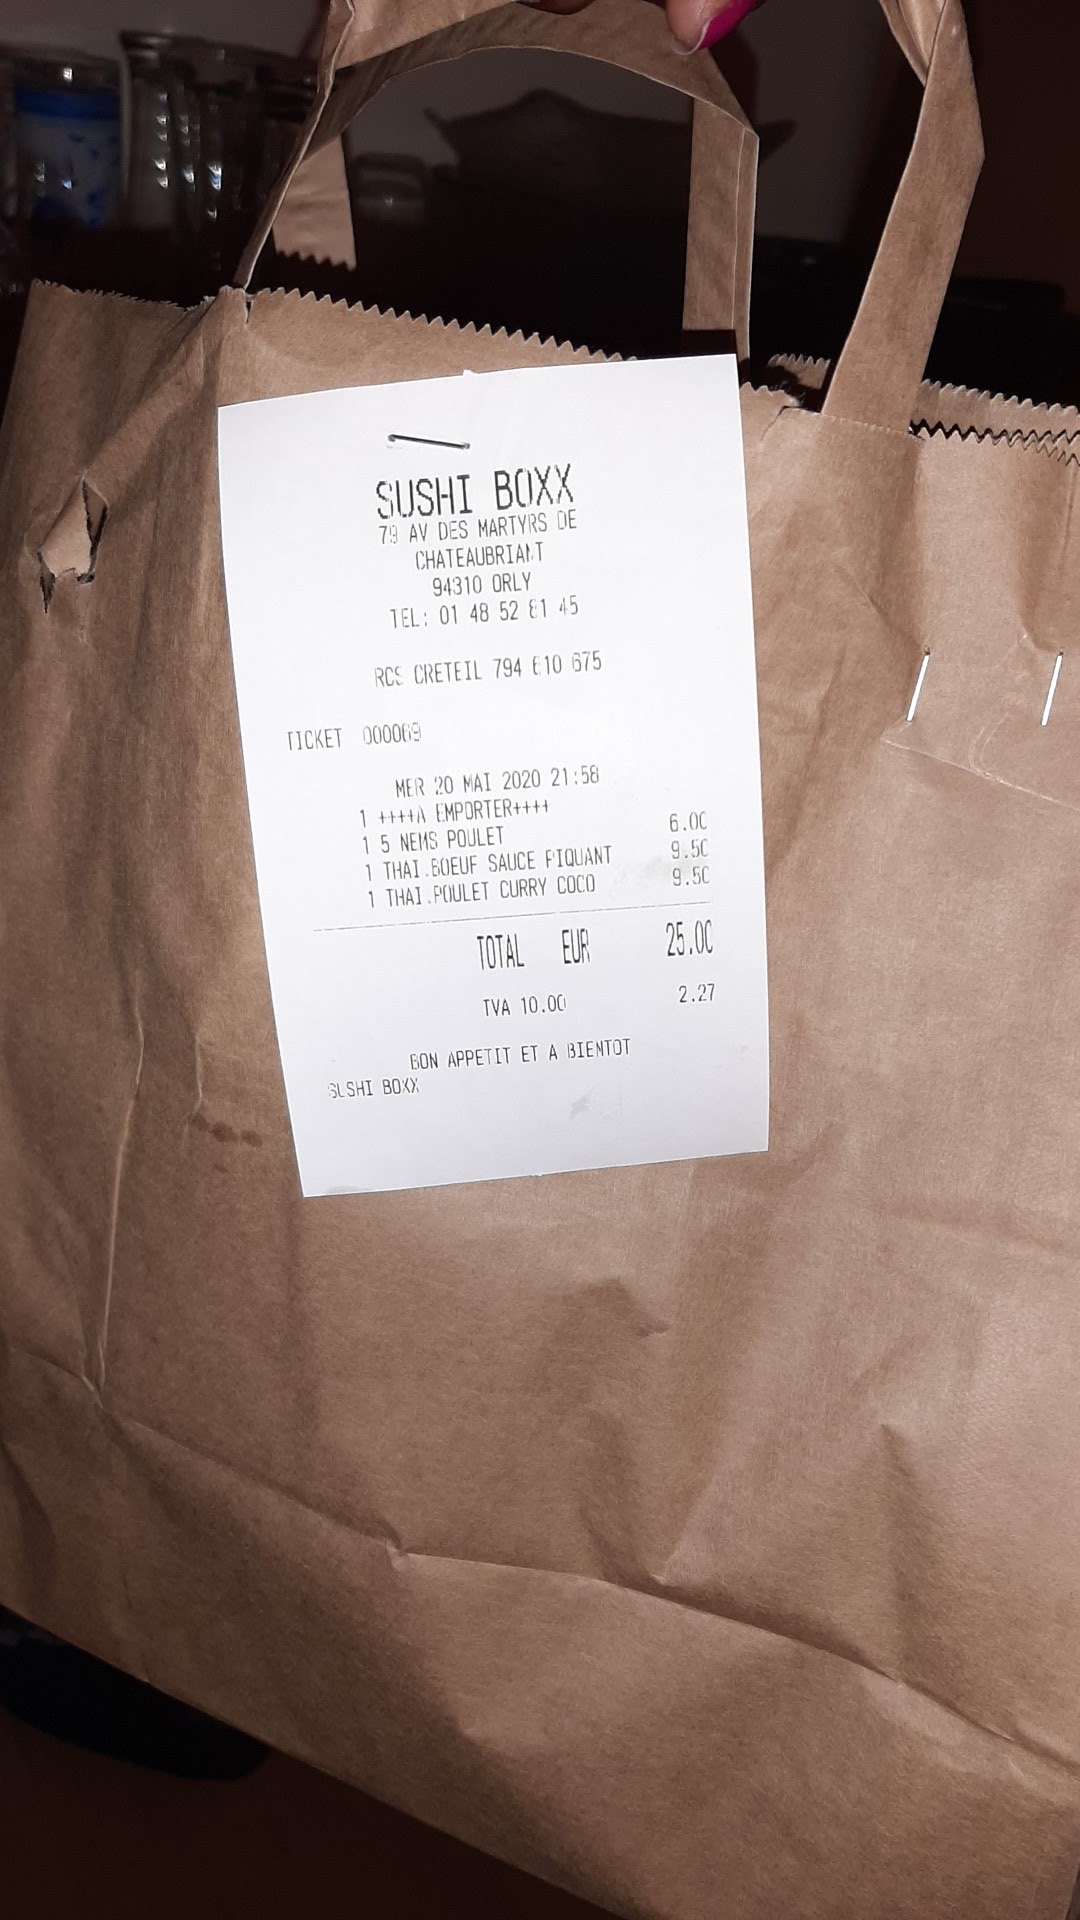 SUSHI BOXX
79 AV DES MARTYRS DE
CHATEAUBRIANT
94310 ORLY
TEL: 01 48 52 81 45
RCS CRETEIL 794 810 675
TICKET 000069
MER 20 MAI 2020 21:58
1 ++++A EMPORTER++++
1 5 NEMS POULET 6.00
1 THAI.BOEUF SAUCE PIQUANT 9.50
1 THAI.POULET CURRY COCO 9.50
TOTAL EUR 25.00
TVA 10.00 2.27
BON APPETIT ET A BIENTOT
SUSHI BOXX